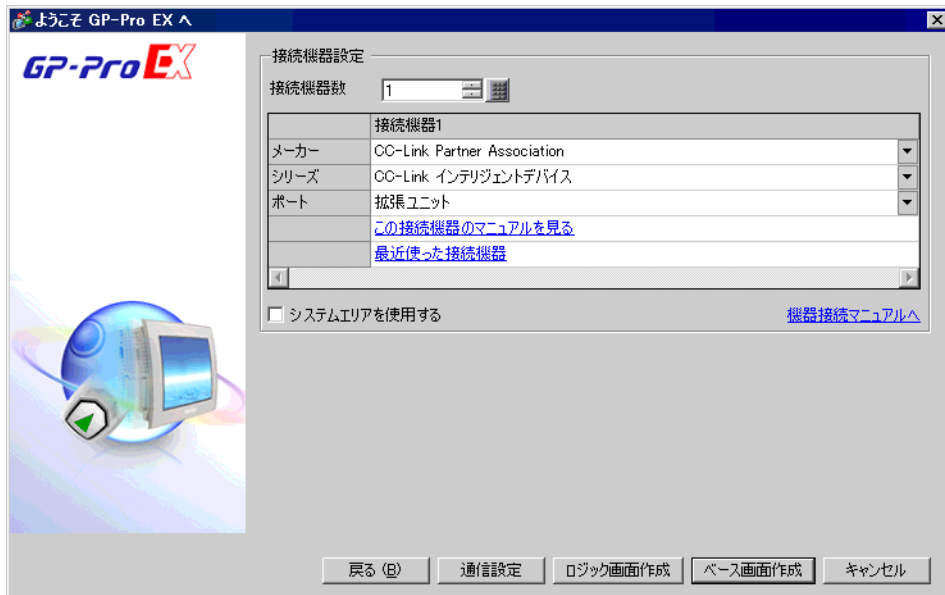 ようこそ GP-Pro EX へ
GP-Pro EX
接続機器設定
接続機器数 1
接続機器1
メーカー CC-Link Partner Association
シリーズ CC-Link インテリジェントデバイス
ポート 拡張ユニット
この接続機器のマニュアルを見る
最近使った接続機器
システムエリアを使用する 機器接続マニュアルへ
戻る (B) 通信設定 ロジック画面作成 ベース画面作成 キャンセル